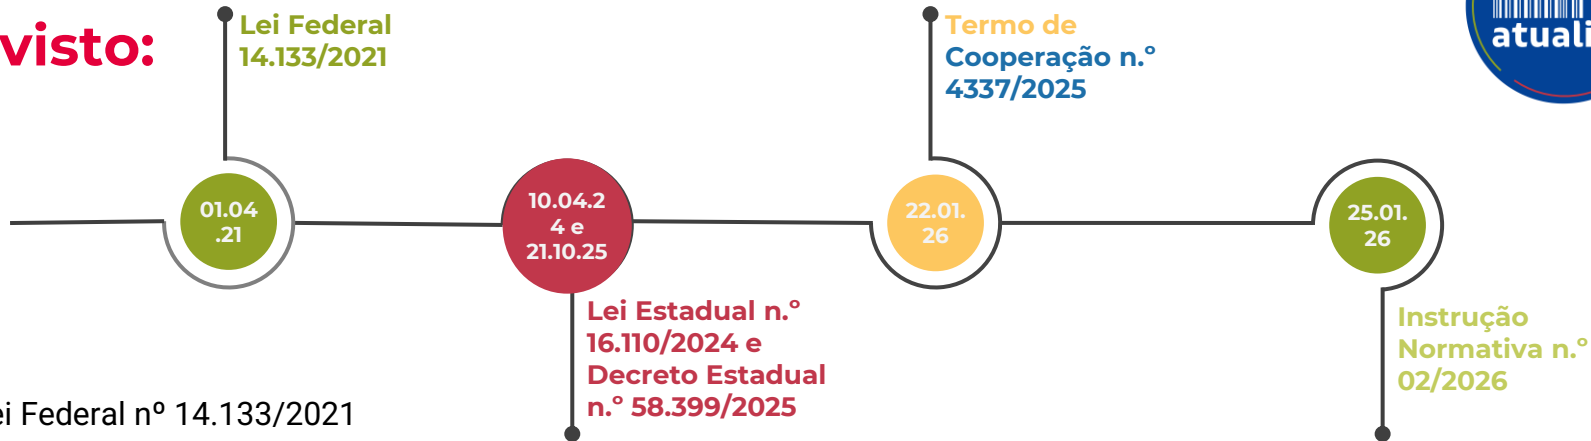 visto:
Lei Federal
14.133/2021
Termo de
Cooperação n.º
4337/2025
atuali
01.04
.21
10.04.2
4 e
21.10.25
22.01.
26
25.01.
26
Lei Estadual n.º
16.110/2024 e
Decreto Estadual
n.º 58.399/2025
Instrução
Normativa n.º
02/2026
ei Federal nº 14.133/2021